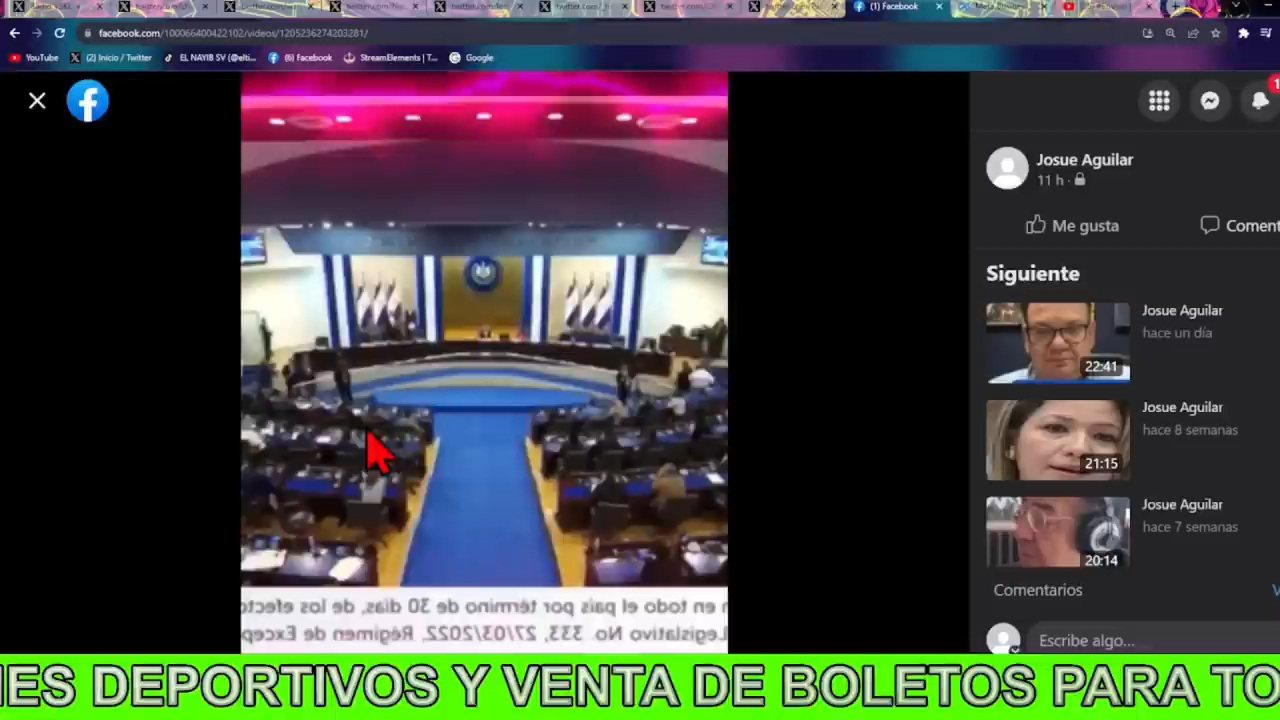 (1) Facebook
facebook.com/100066400422102/videos/1205236274203281/
YouTube
(2) Inicio / Twitter
EL NAYIB SV (@elti...
(6) facebook
StreamElements | T...
Google
Josue Aguilar
11 h
Me gusta
Coment
Siguiente
Josue Aguilar
hace un día
22:41
Josue Aguilar
hace 8 semanas
21:15
Josue Aguilar
hace 7 semanas
20:14
Comentarios
Escribe algo...
n en todo el país por término de 30 días, de los efecto
Legislativo No. 333, 27/03/2022, Régimen de Excep
NES DEPORTIVOS Y VENTA DE BOLETOS PARA TO